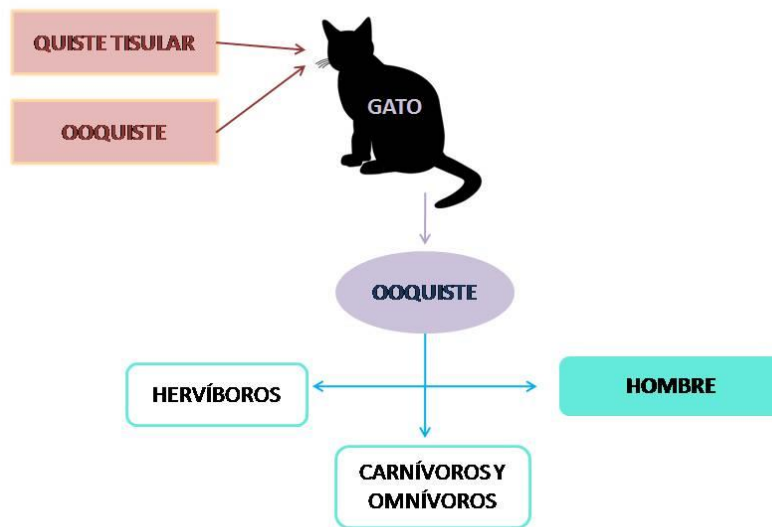 QUISTE TISULAR
OOQUISTE
GATO
OOQUISTE
HERVÍBOROS
HOMBRE
CARNÍVOROS Y
OMNÍVOROS